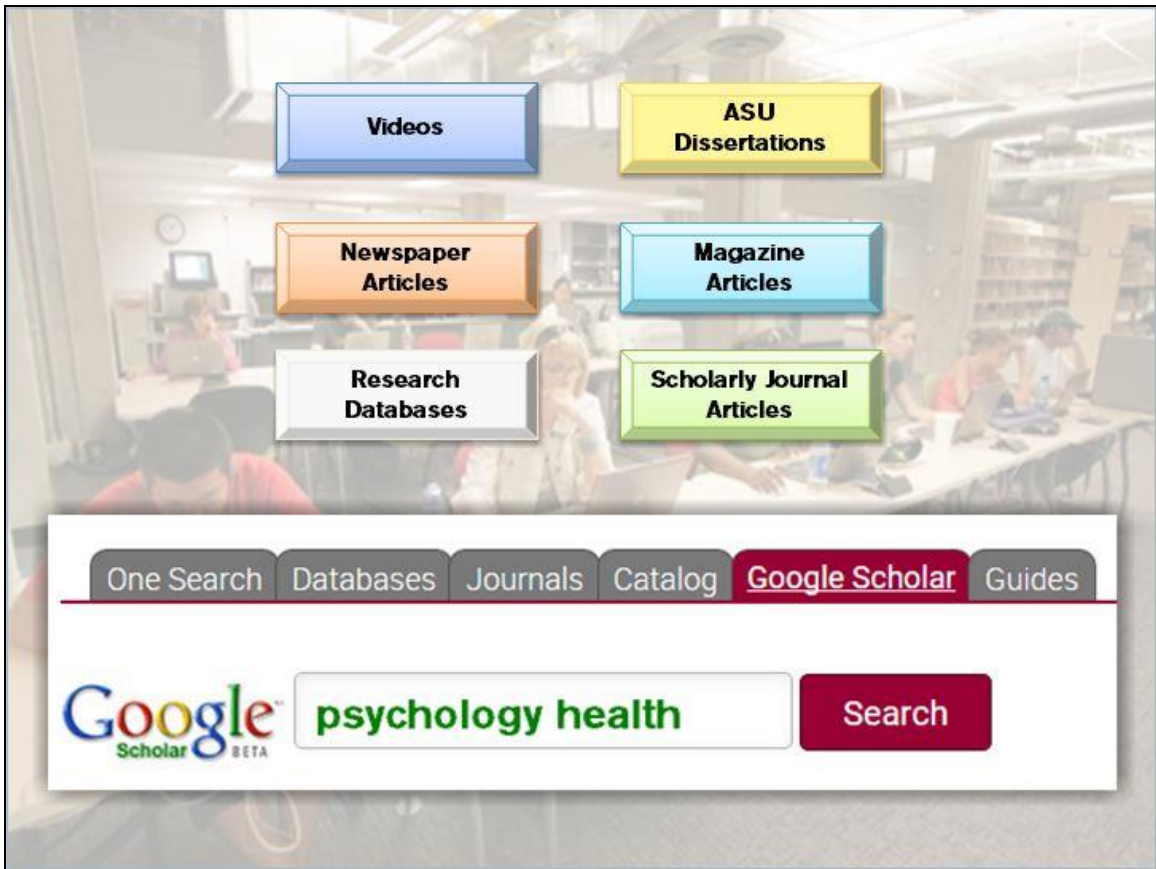 Videos
ASU
Dissertations
Newspaper
Articles
Magazine
Articles
Research
Databases
Scholarly Journal
Articles
One Search Databases Journals Catalog Google Scholar Guides
Google™
Scholar BETA
psychology health
Search